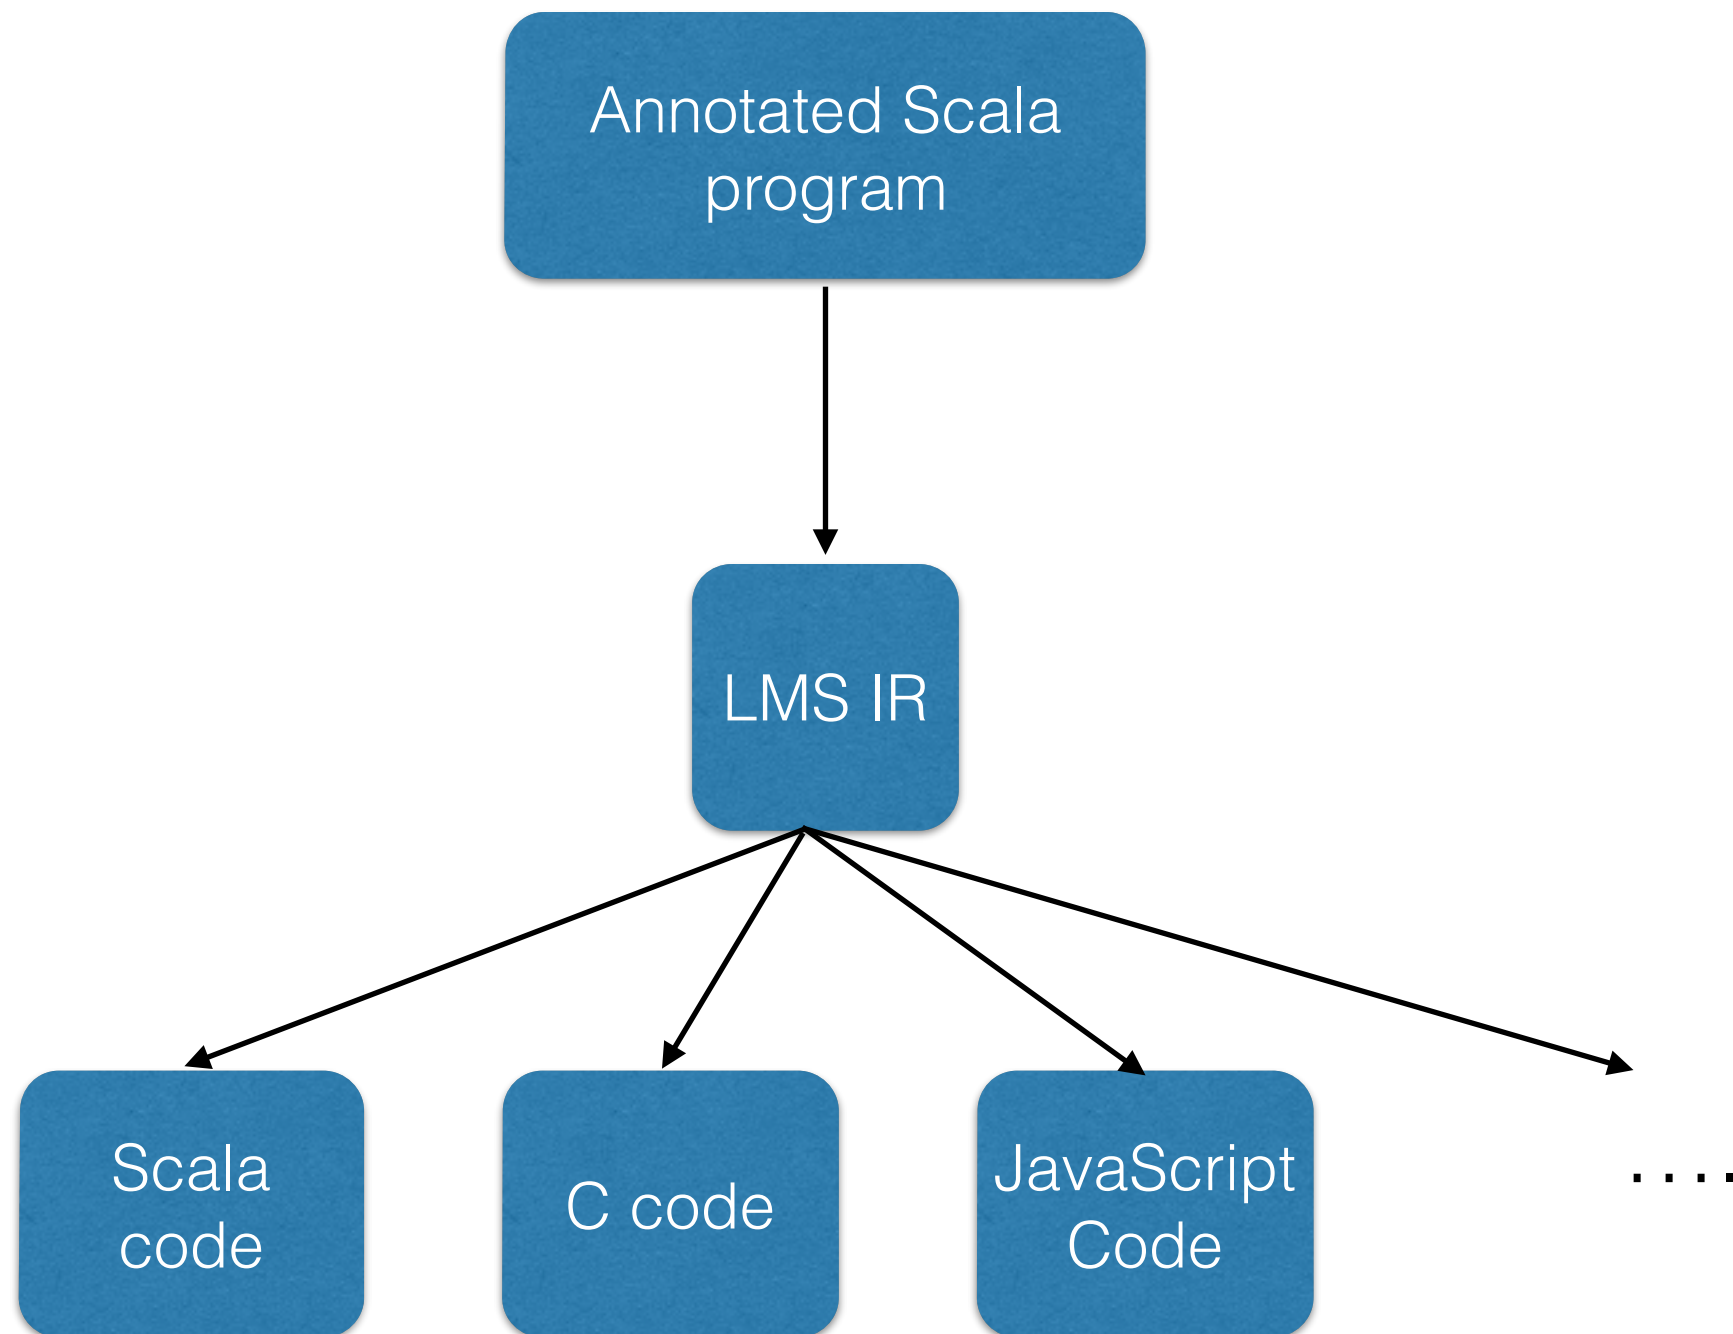 Annotated Scala
program
LMS IR
Scala
code
C code
JavaScript
Code
....